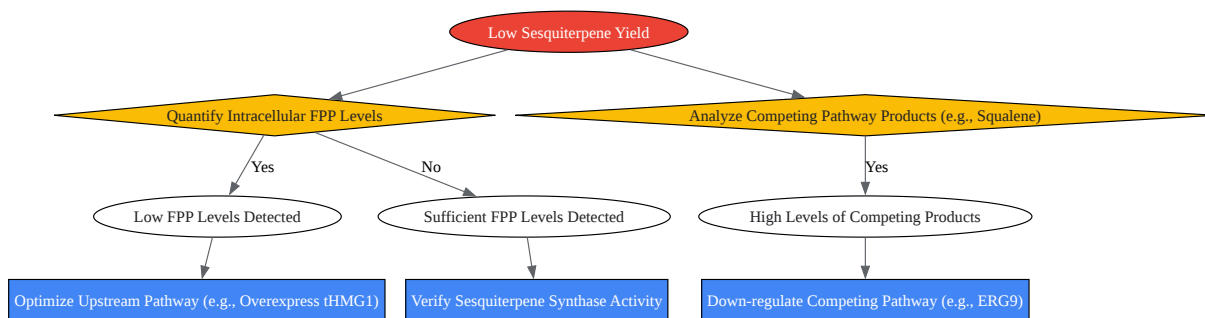 Low Sesquiterpene Yield
Quantify Intracellular FPP Levels
Analyze Competing Pathway Products (e.g., Squalene)
Yes
No
Yes
Low FPP Levels Detected
Sufficient FPP Levels Detected
High Levels of Competing Products
Optimize Upstream Pathway (e.g., Overexpress tHMG1)
Verify Sesquiterpene Synthase Activity
Down-regulate Competing Pathway (e.g., ERG9)